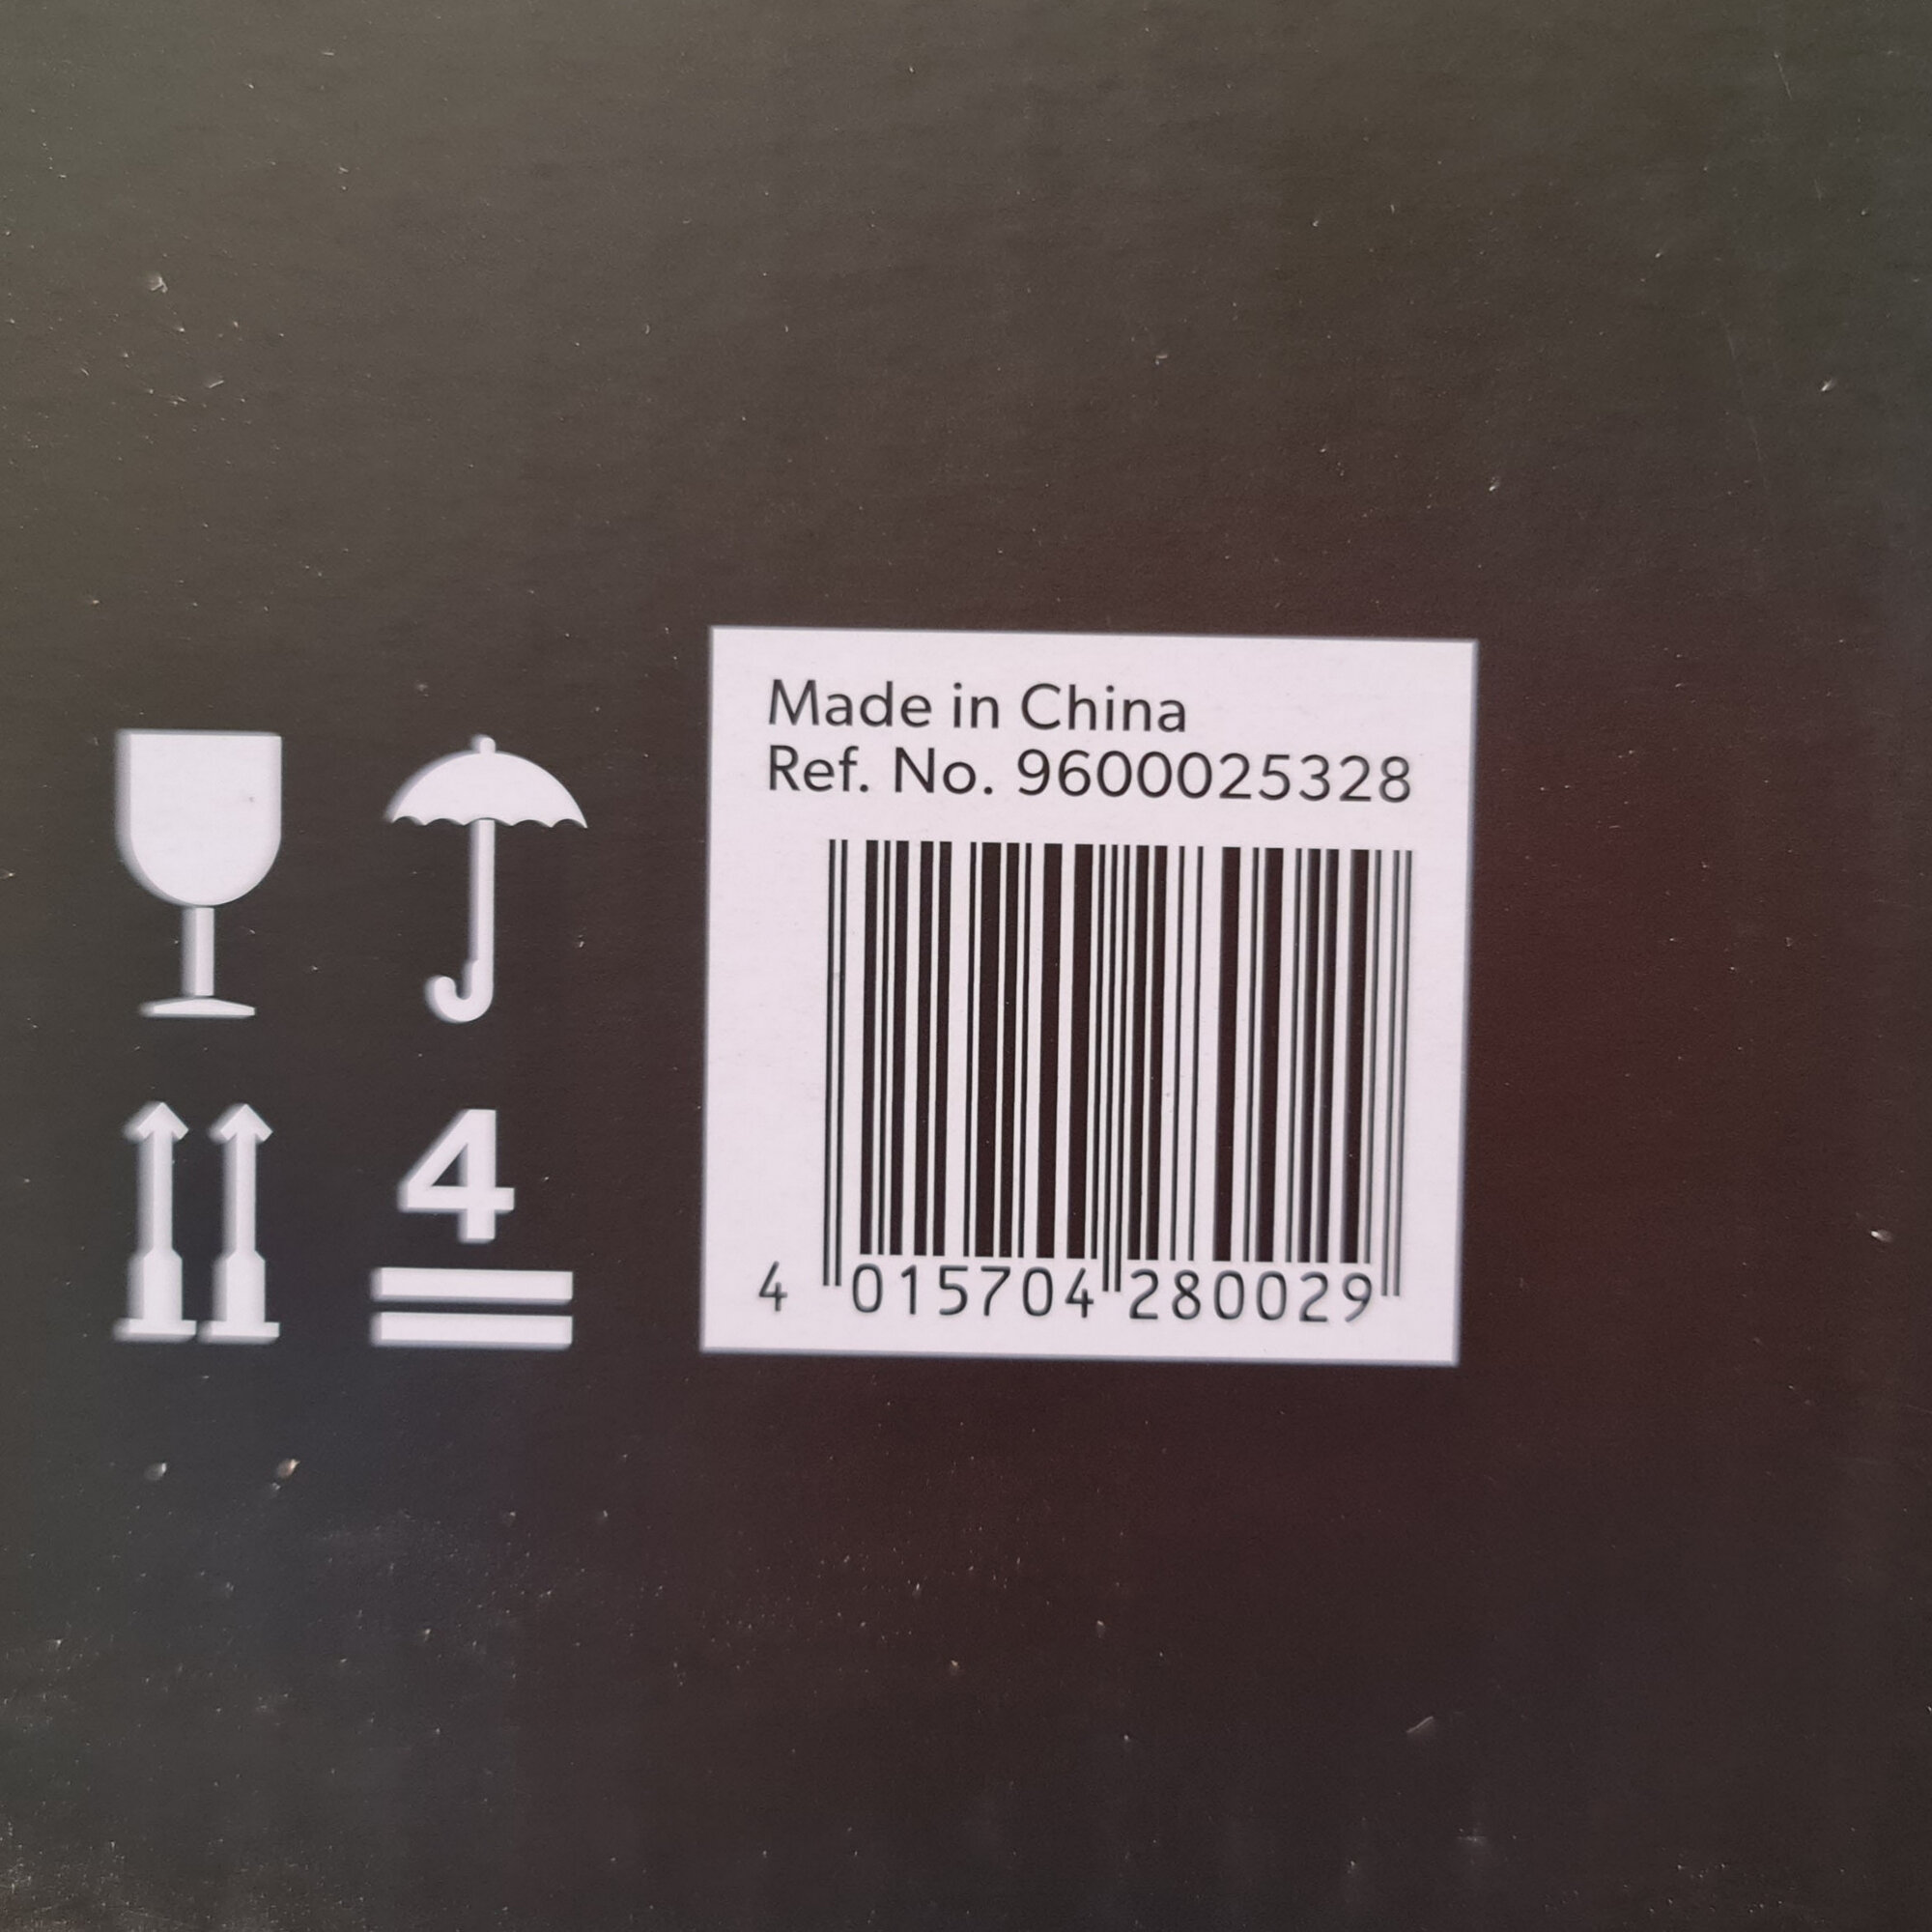 Made in China
Ref. No. 9600025328
4
4 015704 280029